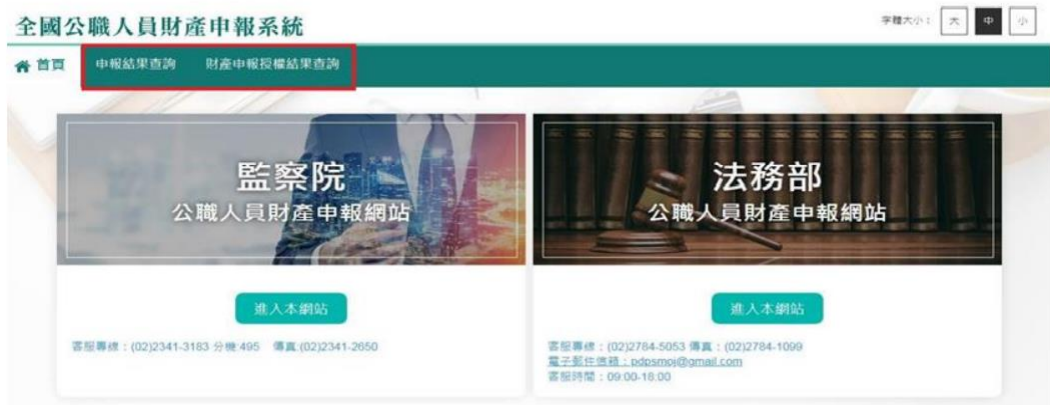 全國公職人員財產申報系統
字體大小： 大 中 小
首頁 申報結果查詢 財產申報授權結果查詢
監察院
公職人員財產申報網站
進入本網站
客服專線：(02)2341-3183 分機:495 傳真:(02)2341-2650
法務部
公職人員財產申報網站
進入本網站
客服專線：(02)2784-5053 傳真：(02)2784-1099
電子郵件信箱：pdpsmoj@gmail.com
客服時間：09:00-18:00